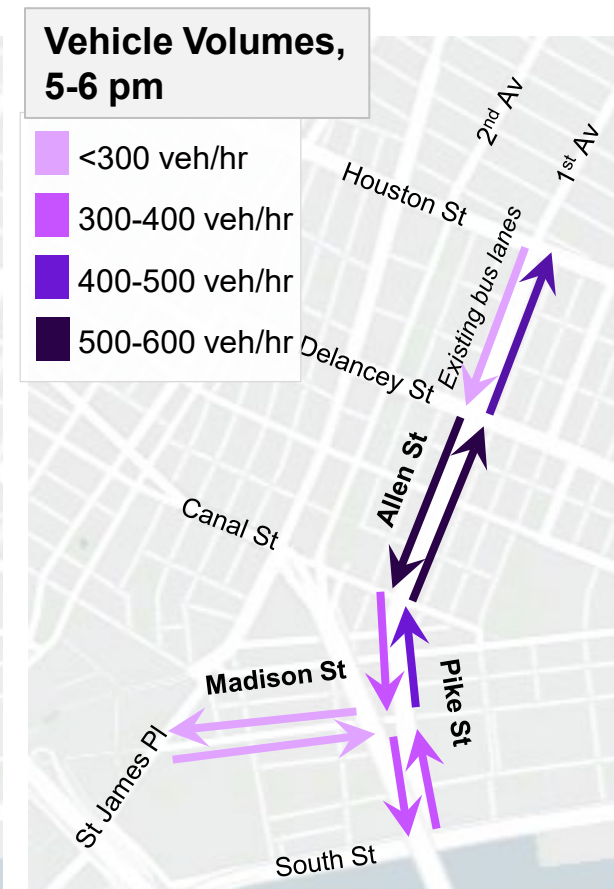 Vehicle Volumes,
5-6 pm
<300 veh/hr
300-400 veh/hr
400-500 veh/hr
500-600 veh/hr
2nd Av
1st Av
Houston St
Existing bus lanes
Delancey St
Allen St
Canal St
Madison St
Pike St
St James Pl
South St